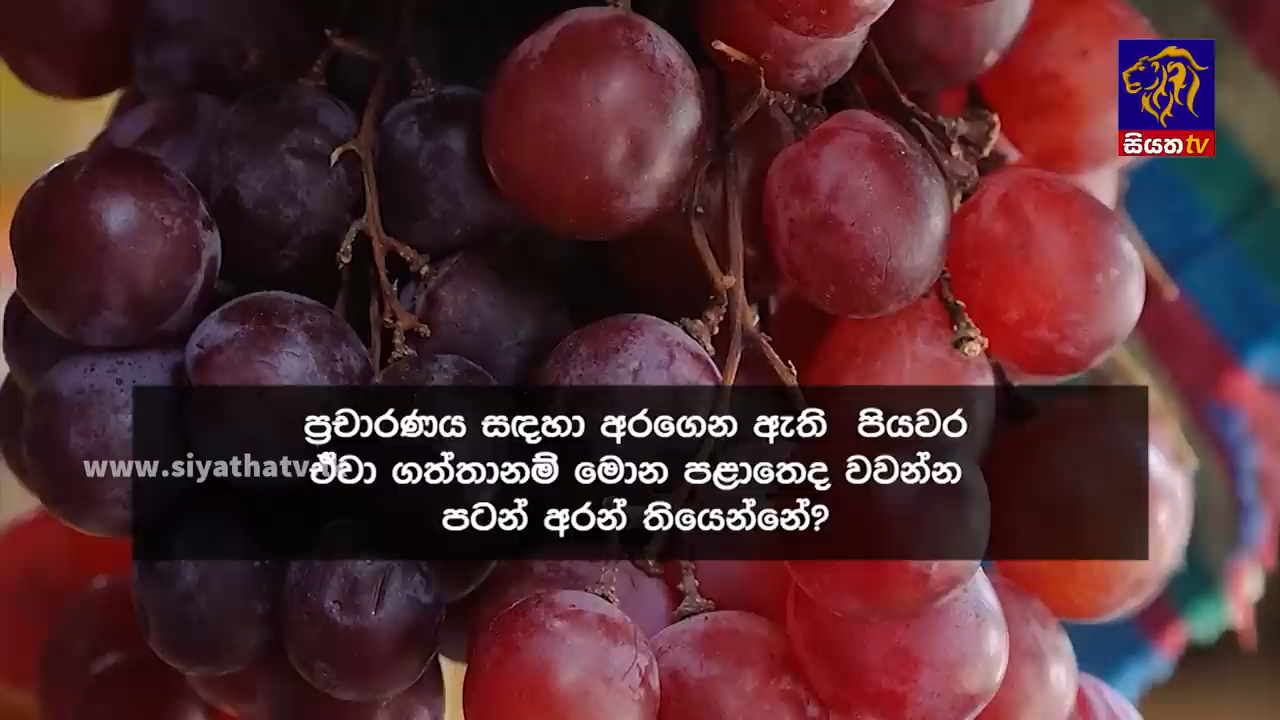 සියත tv
ප්‍රචාරණය සඳහා අරගෙන ඇති පියවර
www.siyathatv.
ඒවා ගත්තානම් මොන පළාතෙද වවන්න
පටන් අරන් තියෙන්නේ?